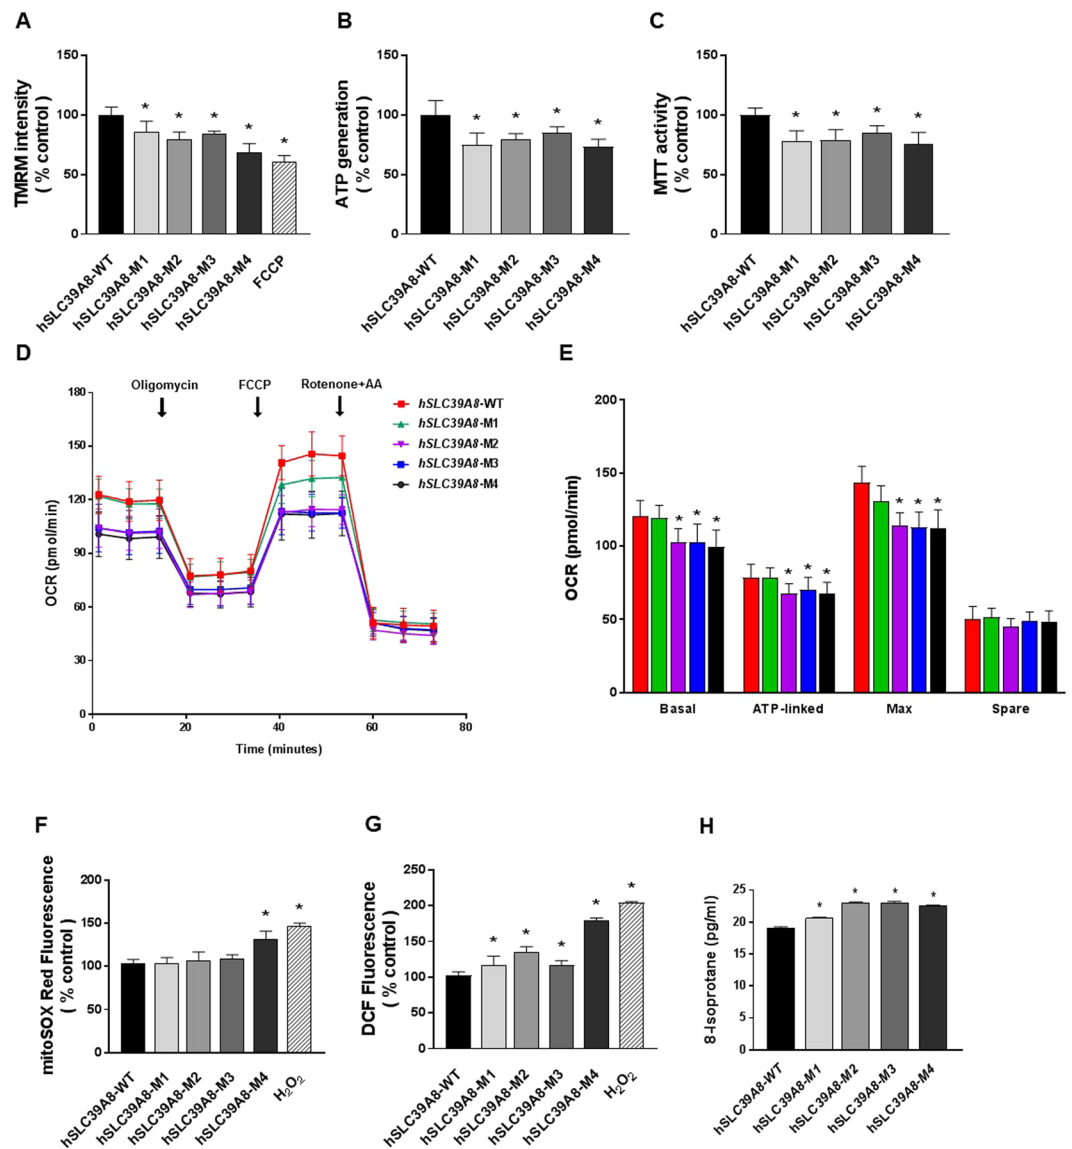 A
B
C
TMRM intensity
( % control )
150
100
50
0
*
*
*
*
*
hSLC39A8-WT
hSLC39A8-M1
hSLC39A8-M2
hSLC39A8-M3
hSLC39A8-M4
FCCP
ATP generation
( % control )
150
100
50
0
*
*
*
*
hSLC39A8-WT
hSLC39A8-M1
hSLC39A8-M2
hSLC39A8-M3
hSLC39A8-M4
MTT activity
( % control )
150
100
50
0
*
*
*
*
hSLC39A8-WT
hSLC39A8-M1
hSLC39A8-M2
hSLC39A8-M3
hSLC39A8-M4
D
OCR (pmol/min)
180
150
120
90
60
30
0
Oligomycin
FCCP
Rotenone+AA
hSLC39A8-WT
hSLC39A8-M1
hSLC39A8-M2
hSLC39A8-M3
hSLC39A8-M4
0
20
40
60
80
Time (minutes)
E
OCR (pmol/min)
200
150
100
50
0
* * *
* * *
* * *
Basal
ATP-linked
Max
Spare
F
mitoSOX Red Fluorescence
( % control )
200
150
100
50
0
*
*
hSLC39A8-WT
hSLC39A8-M1
hSLC39A8-M2
hSLC39A8-M3
hSLC39A8-M4
H2O2
G
DCF Fluorescence
( % control )
250
200
150
100
50
0
*
*
*
*
*
hSLC39A8-WT
hSLC39A8-M1
hSLC39A8-M2
hSLC39A8-M3
hSLC39A8-M4
H2O2
H
8-Isoprotane (pg/ml)
25
20
15
10
5
0
*
*
*
*
hSLC39A8-WT
hSLC39A8-M1
hSLC39A8-M2
hSLC39A8-M3
hSLC39A8-M4